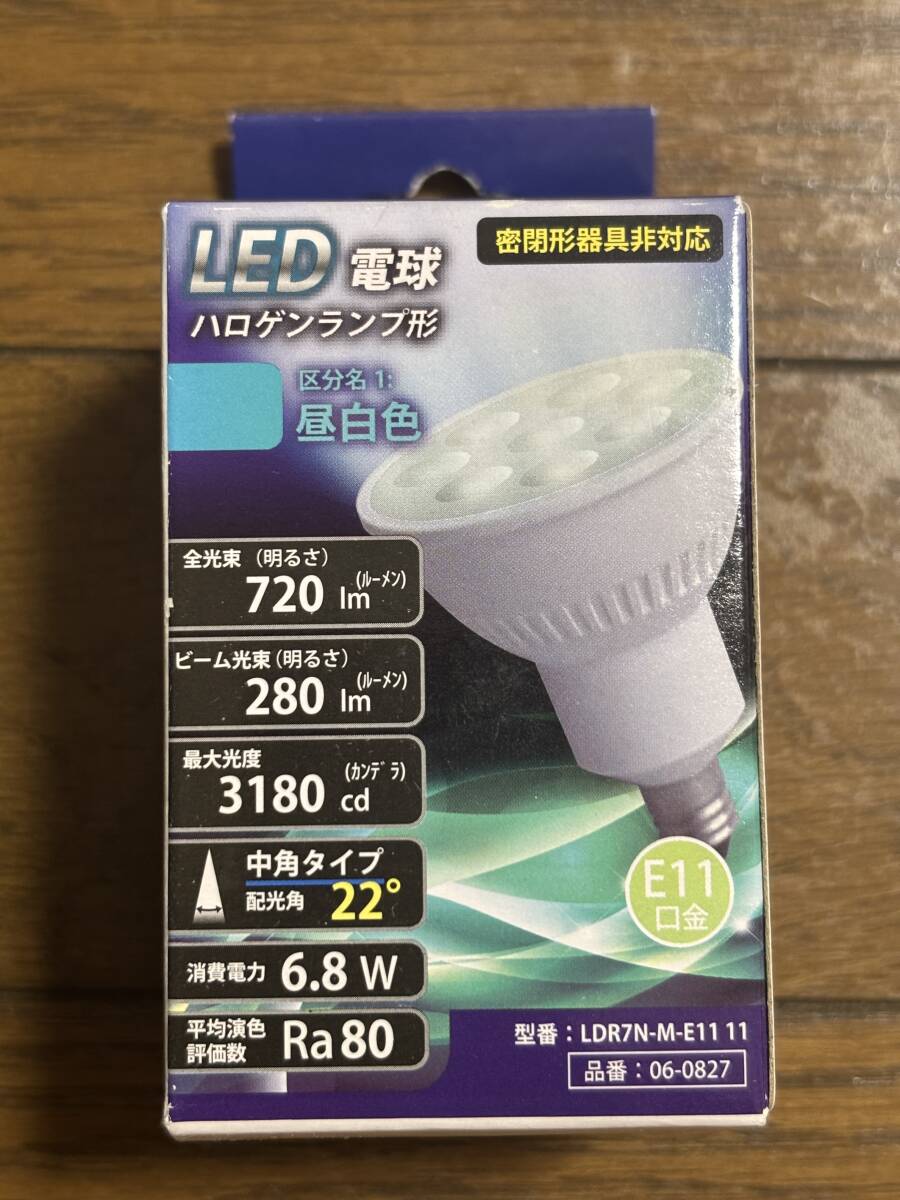 LED 電球
ハロゲンランプ形
密閉形器具非対応
区分名 1:
昼白色
全光束 (明るさ)
720 lm (ルーメン)
ビーム光束 (明るさ)
280 lm (ルーメン)
最大光度
3180 cd (カンデラ)
中角タイプ
配光角 22°
消費電力 6.8 W
平均演色
評価数 Ra80
E11
口金
型番：LDR7N-M-E11 11
品番：06-0827